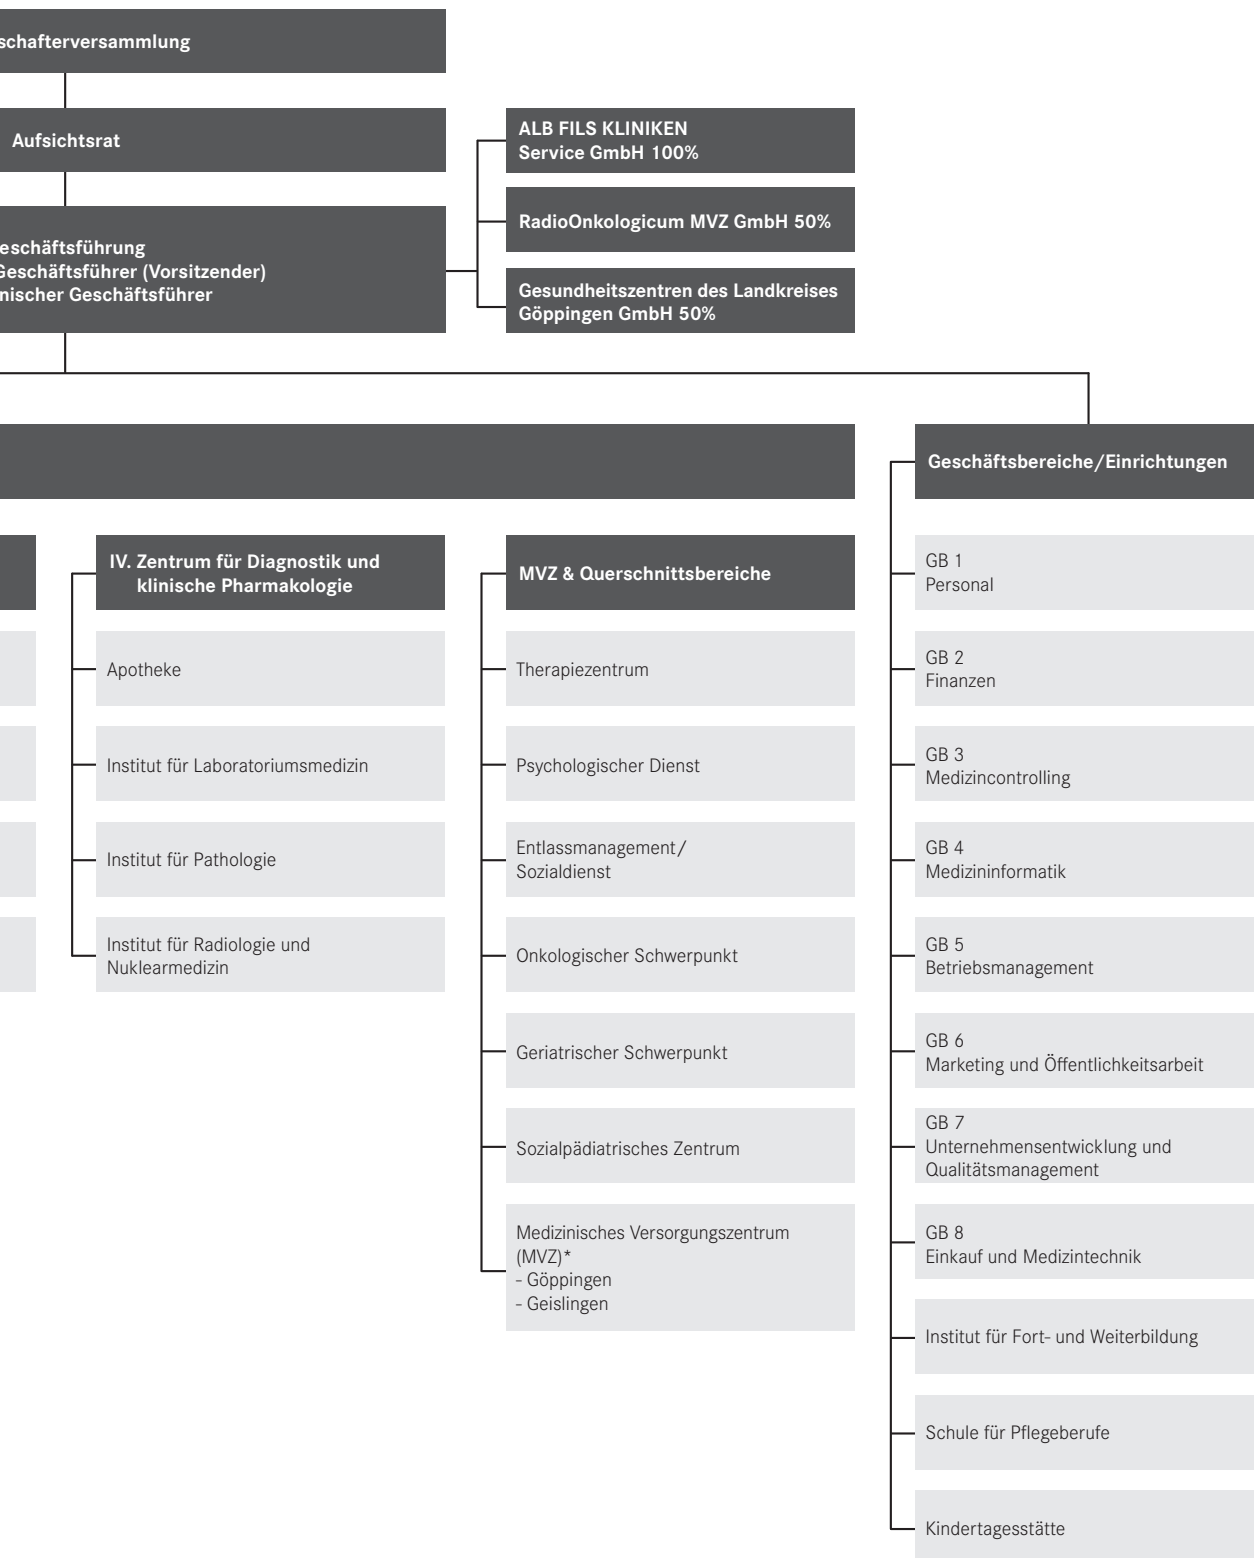 schafterversammlung
Aufsichtsrat
eschäftsführung
Geschäftsführer (Vorsitzender)
nischer Geschäftsführer
ALB FILS KLINIKEN
Service GmbH 100%
RadioOnkologicum MVZ GmbH 50%
Gesundheitszentren des Landkreises
Göppingen GmbH 50%
IV. Zentrum für Diagnostik und
klinische Pharmakologie
Apotheke
Institut für Laboratoriumsmedizin
Institut für Pathologie
Institut für Radiologie und
Nuklearmedizin
MVZ & Querschnittsbereiche
Therapiezentrum
Psychologischer Dienst
Entlassmanagement/
Sozialdienst
Onkologischer Schwerpunkt
Geriatrischer Schwerpunkt
Sozialpädiatrisches Zentrum
Medizinisches Versorgungszentrum
(MVZ)*
- Göppingen
- Geislingen
Geschäftsbereiche/Einrichtungen
GB 1
Personal
GB 2
Finanzen
GB 3
Medizincontrolling
GB 4
Medizininformatik
GB 5
Betriebsmanagement
GB 6
Marketing und Öffentlichkeitsarbeit
GB 7
Unternehmensentwicklung und
Qualitätsmanagement
GB 8
Einkauf und Medizintechnik
Institut für Fort- und Weiterbildung
Schule für Pflegeberufe
Kindertagesstätte